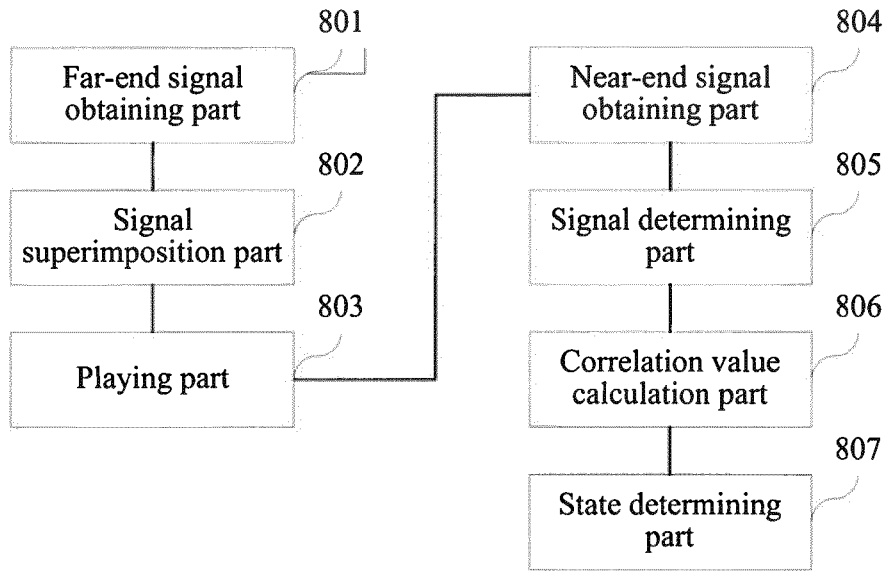 801
Far-end signal
obtaining part
802
Signal
superimposition part
803
Playing part
804
Near-end signal
obtaining part
805
Signal determining
part
806
Correlation value
calculation part
807
State determining
part